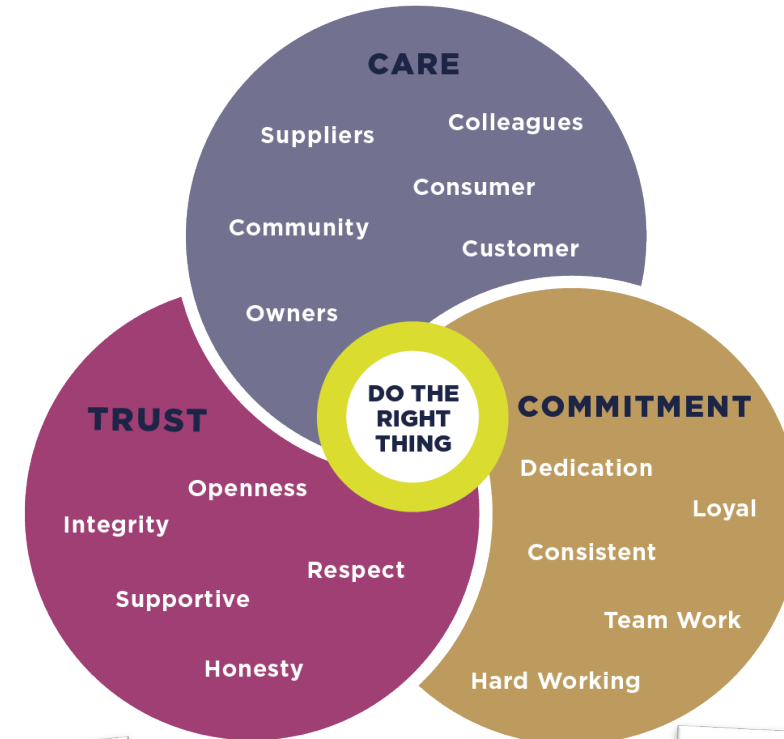 CARE
Suppliers
Colleagues
Consumer
Community
Customer
Owners
DO THE
RIGHT
THING
TRUST
Openness
Integrity
Respect
Supportive
Honesty
COMMITMENT
Dedication
Loyal
Consistent
Team Work
Hard Working